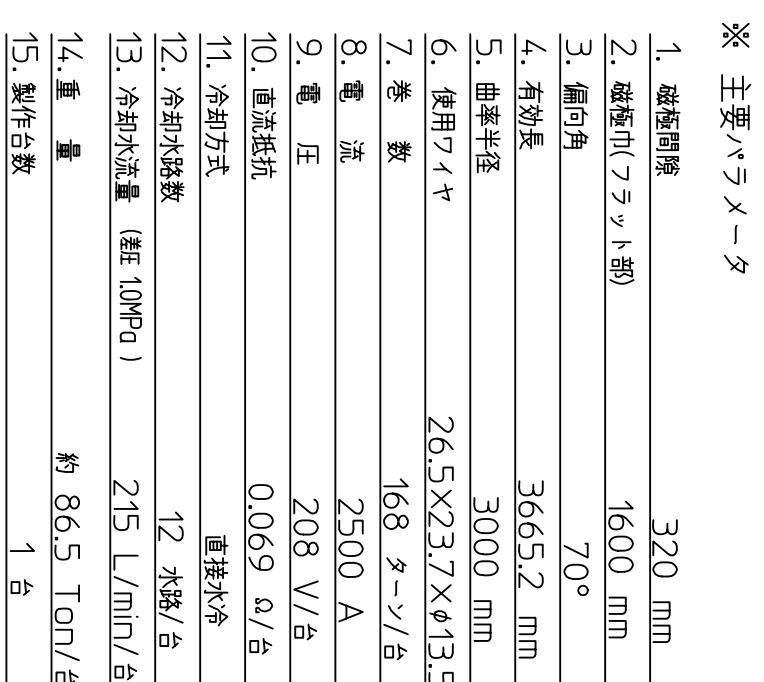 ※ 主要パラメータ
1. 磁極間隙 320 mm
2. 磁極巾(フラット部) 1600 mm
3. 偏向角 70°
4. 有効長 3665.2 mm
5. 曲率半径 3000 mm
6. 使用ワイヤ 26.5×23.7×φ13.5
7. 巻 数 168 ターン/台
8. 電 流 2500 A
9. 電 圧 208 V/台
10. 直流抵抗 0.069 Ω/台
11. 冷却方式 直接水冷
12. 冷却水路数 12 水路/台
13. 冷却水流量 (差圧 1.0MPa) 215 L/min/台
14. 重 量 約 86.5 Ton/台
15. 製作台数 1 台